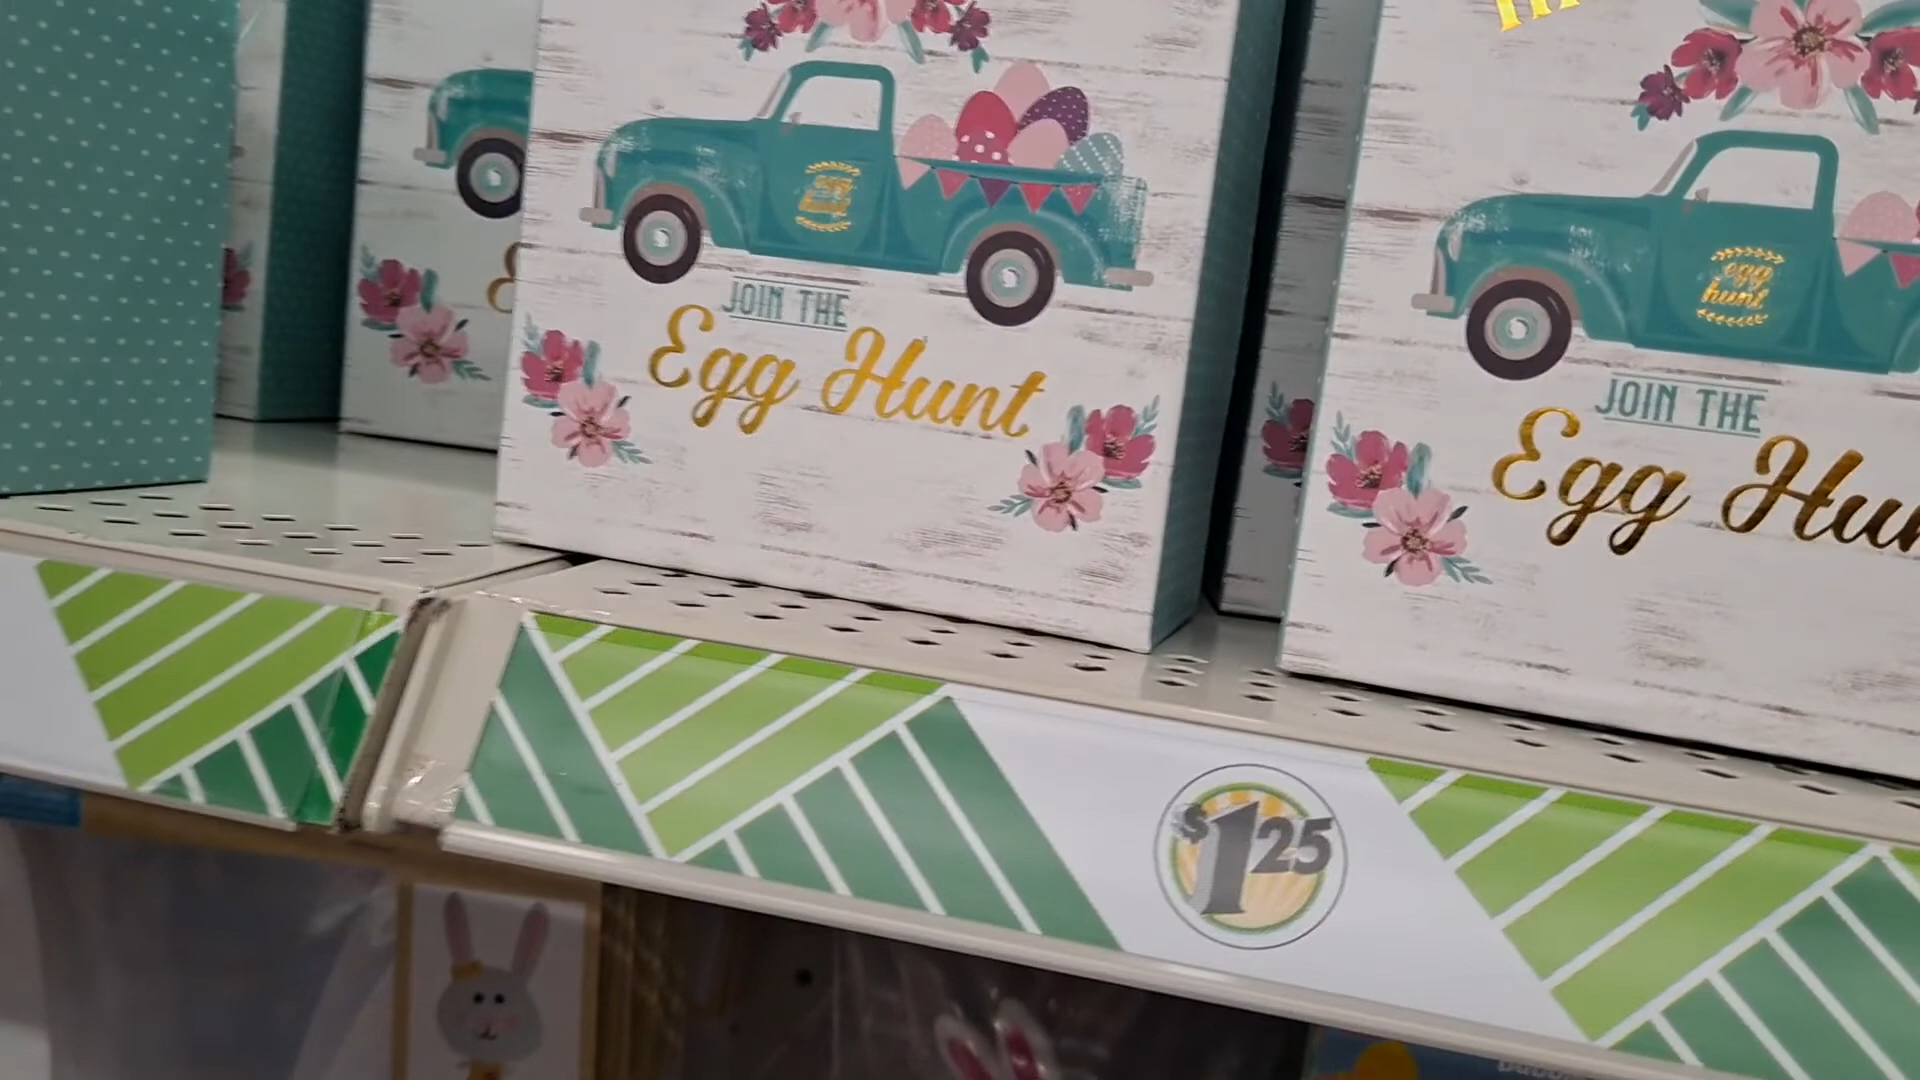 egg
hunt
JOIN THE
Egg Hunt
egg
hunt
JOIN THE
Egg Hun
$1 25